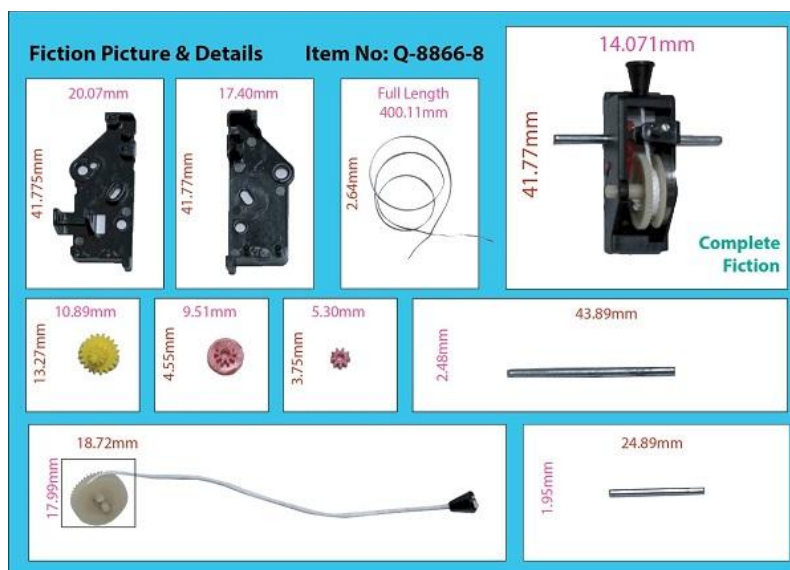 Fiction Picture & Details
Item No: Q-8866-8
14.071mm
41.77mm
Complete
Fiction
20.07mm
41.775mm
17.40mm
41.77mm
Full Length
400.11mm
2.64mm
10.89mm
13.27mm
9.51mm
4.55mm
5.30mm
3.75mm
43.89mm
2.48mm
18.72mm
17.99mm
24.89mm
1.95mm